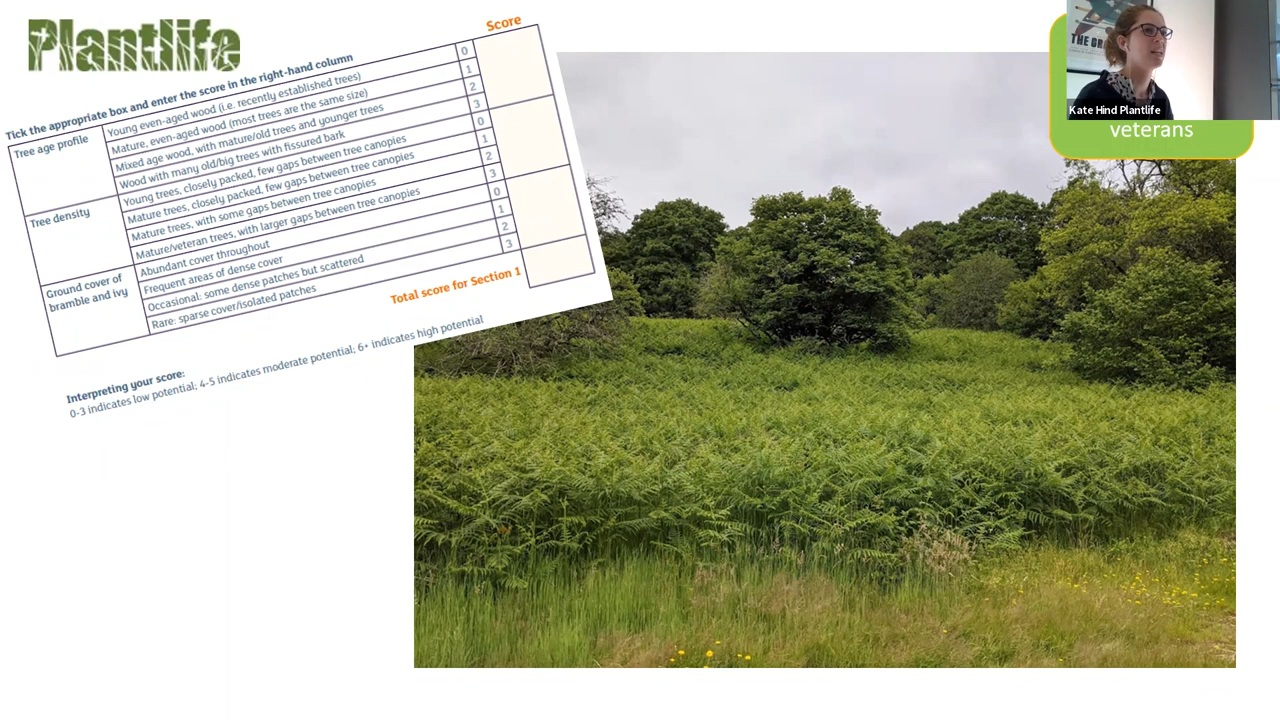 Plantlife
Score
Tick the appropriate box and enter the score in the right-hand column
Tree age profile
Young even-aged wood (i.e. recently established trees) 0
Mature, even-aged wood (most trees are the same size) 1
Mixed age wood, with mature/old trees and younger trees 2
Wood with many old/big trees with fissured bark 3
Tree density
Young trees, closely packed, few gaps between tree canopies 0
Mature trees, closely packed, few gaps between tree canopies 1
Mature trees, with some gaps between tree canopies 2
Mature/veteran trees, with larger gaps between tree canopies 3
Ground cover of
bramble and ivy
Abundant cover throughout 0
Frequent areas of dense cover 1
Occasional: some dense patches but scattered 2
Rare: sparse cover/isolated patches 3
Total score for Section 1
Interpreting your score:
0-3 indicates low potential; 4-5 indicates moderate potential; 6+ indicates high potential
THE GR
Kate Hind Plantlife
veterans